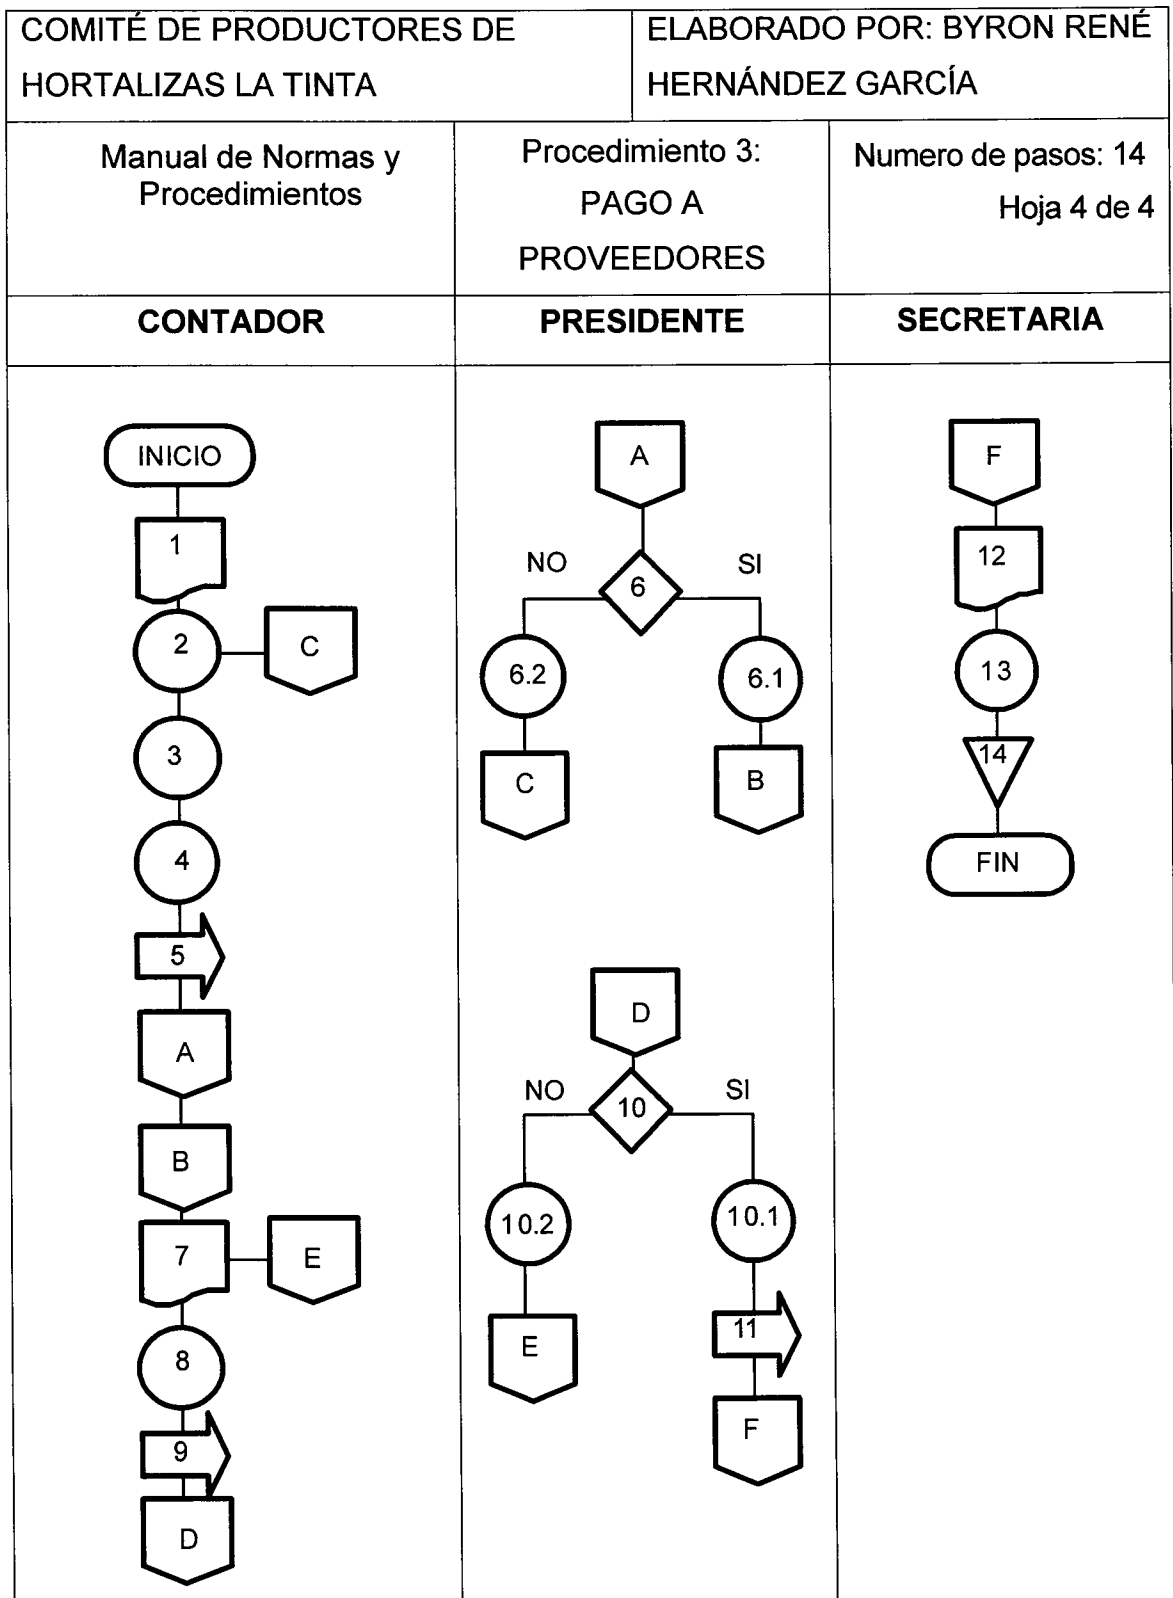 COMITÉ DE PRODUCTORES DE
HORTALIZAS LA TINTA
ELABORADO POR: BYRON RENÉ
HERNÁNDEZ GARCÍA
Manual de Normas y
Procedimientos
Procedimiento 3:
PAGO A
PROVEEDORES
Numero de pasos: 14
Hoja 4 de 4
CONTADOR
PRESIDENTE
SECRETARIA
INICIO
1
2
C
3
4
5
A
B
7
E
8
9
D
A
NO
SI
6
6.2
6.1
C
B
D
NO
SI
10
10.2
10.1
E
11
F
F
12
13
14
FIN